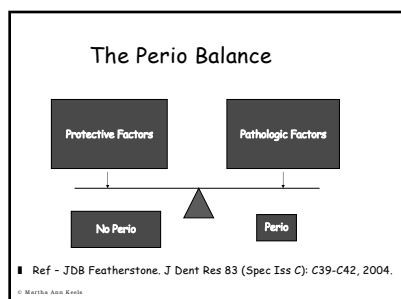 The Perio Balance
Protective Factors
Pathologic Factors
No Perio
Perio
Ref – JDB Featherstone. J Dent Res 83 (Spec Iss C): C39-C42, 2004.
© Martha Ann Keels